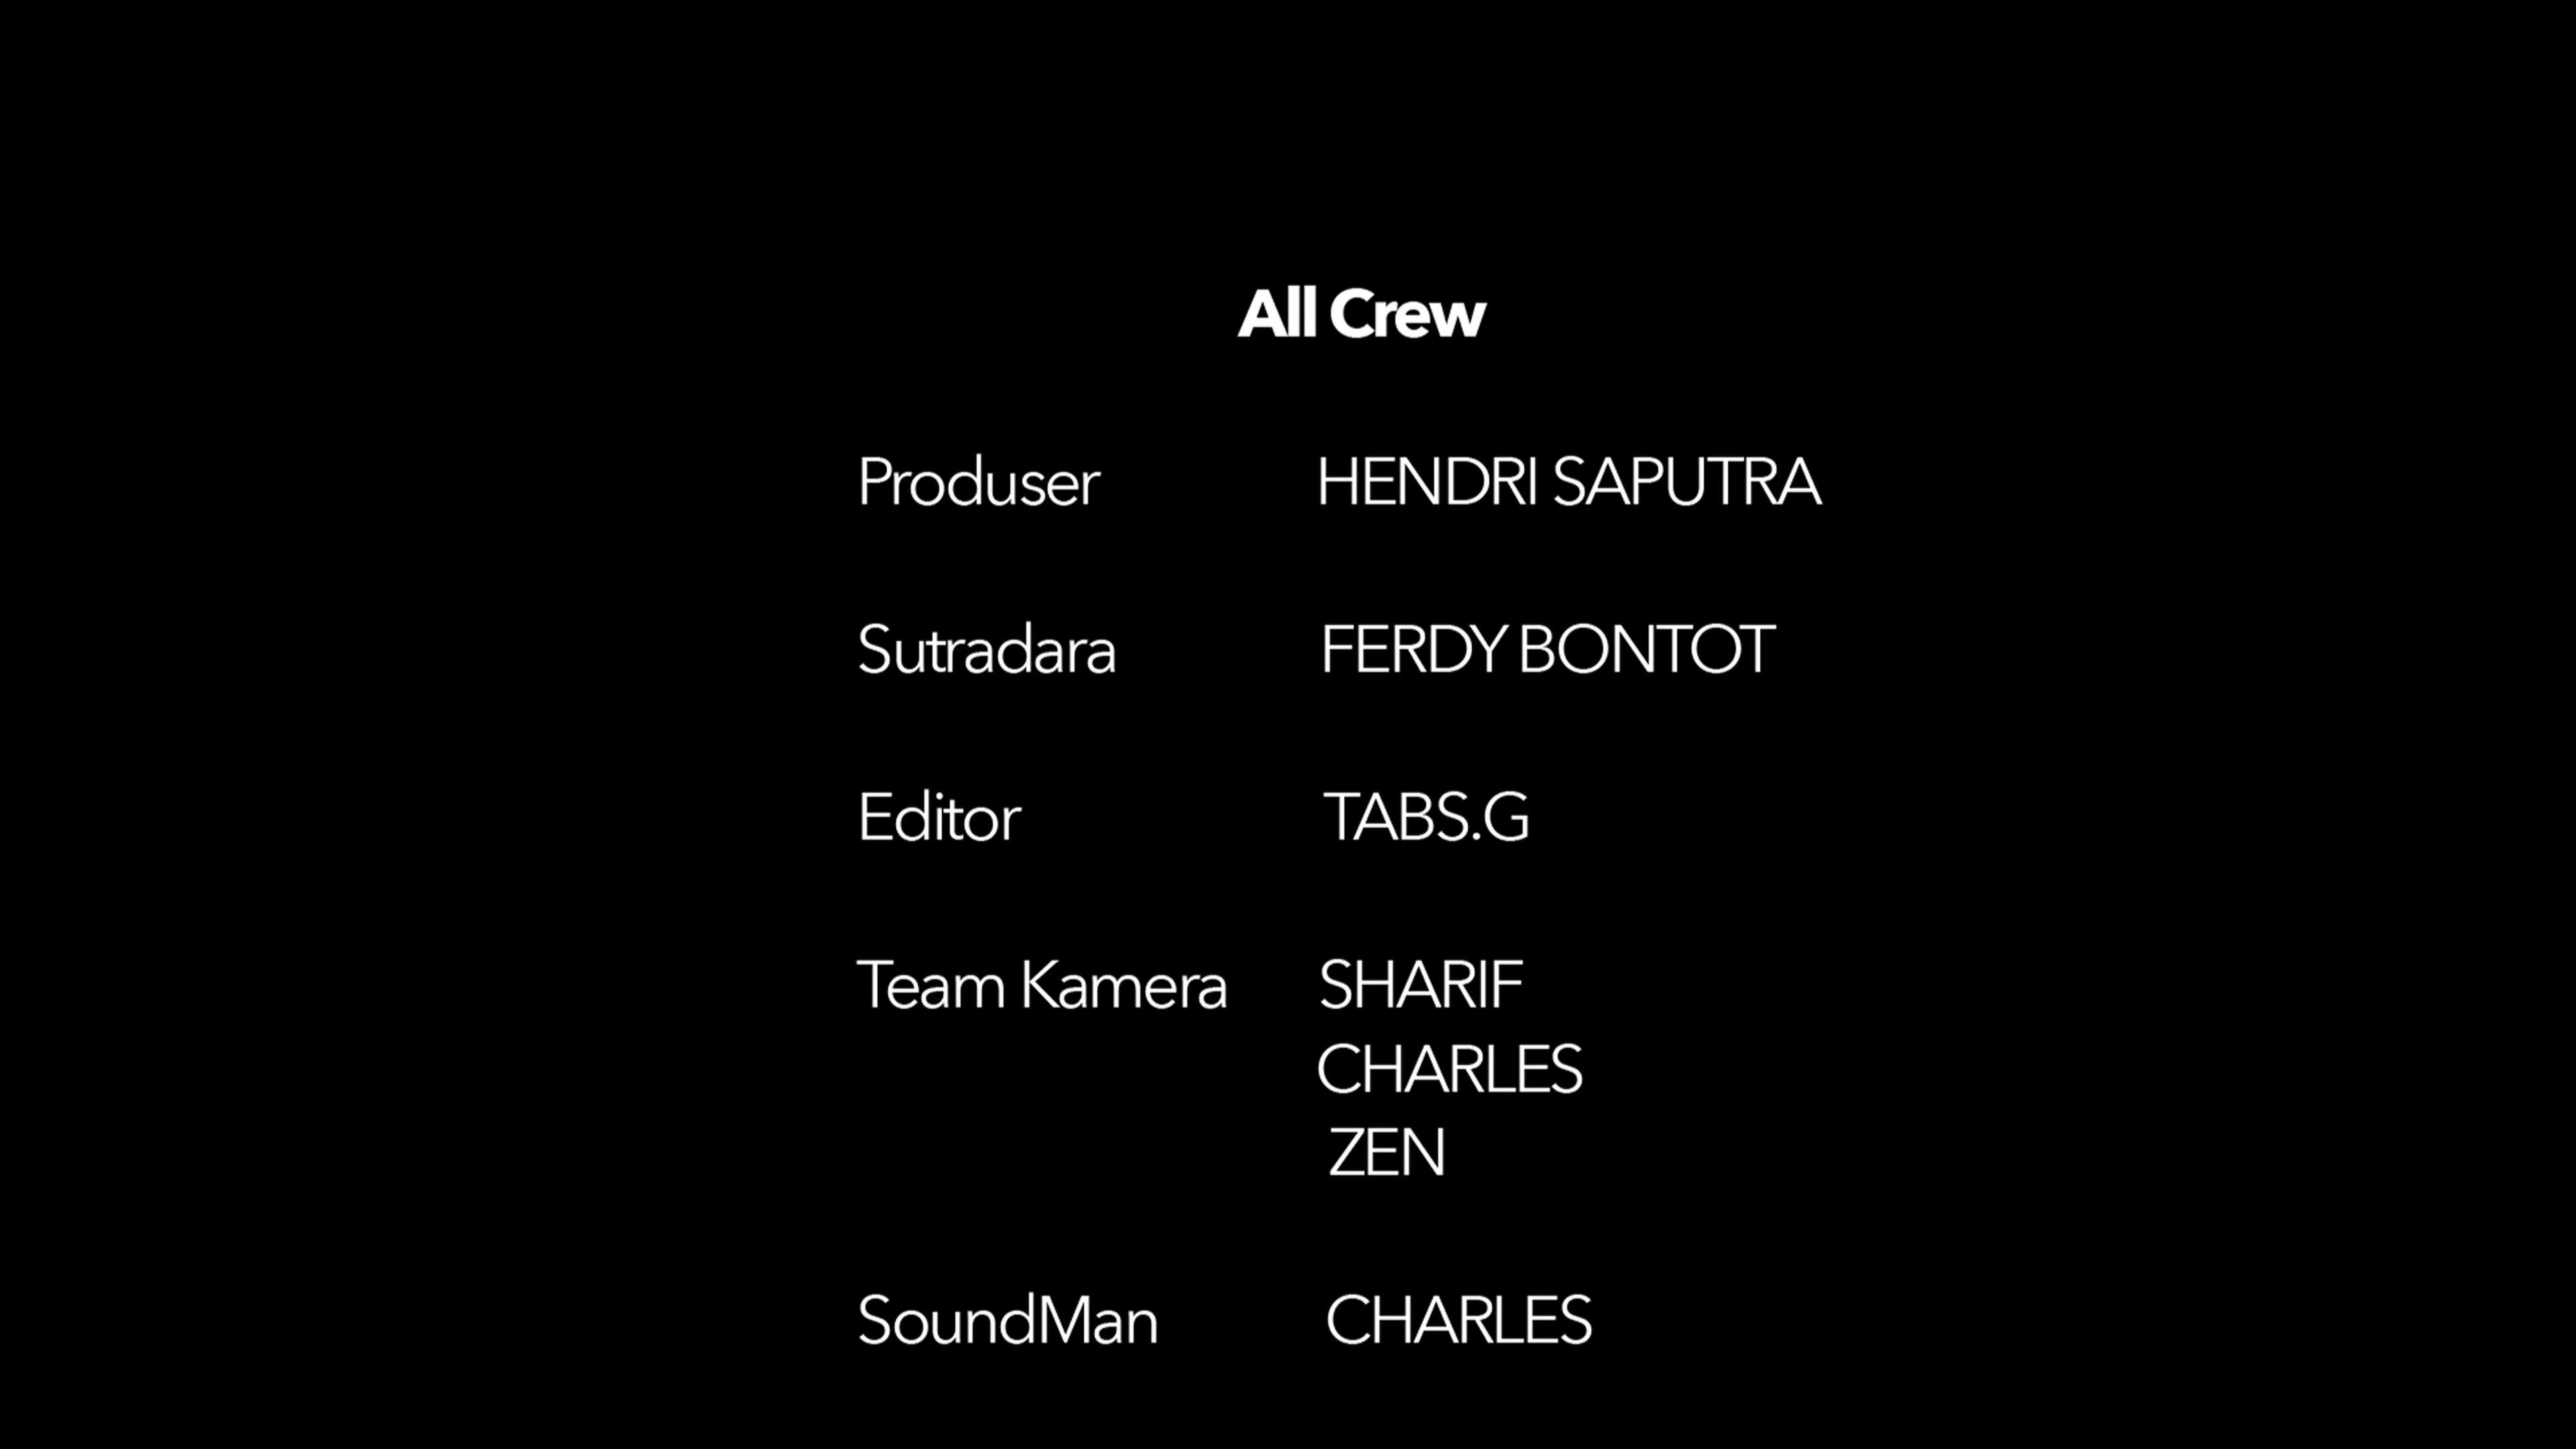 All Crew
Produser HENDRI SAPUTRA
Sutradara FERDY BONTOT
Editor TABS.G
Team Kamera SHARIF
CHARLES
ZEN
SoundMan CHARLES